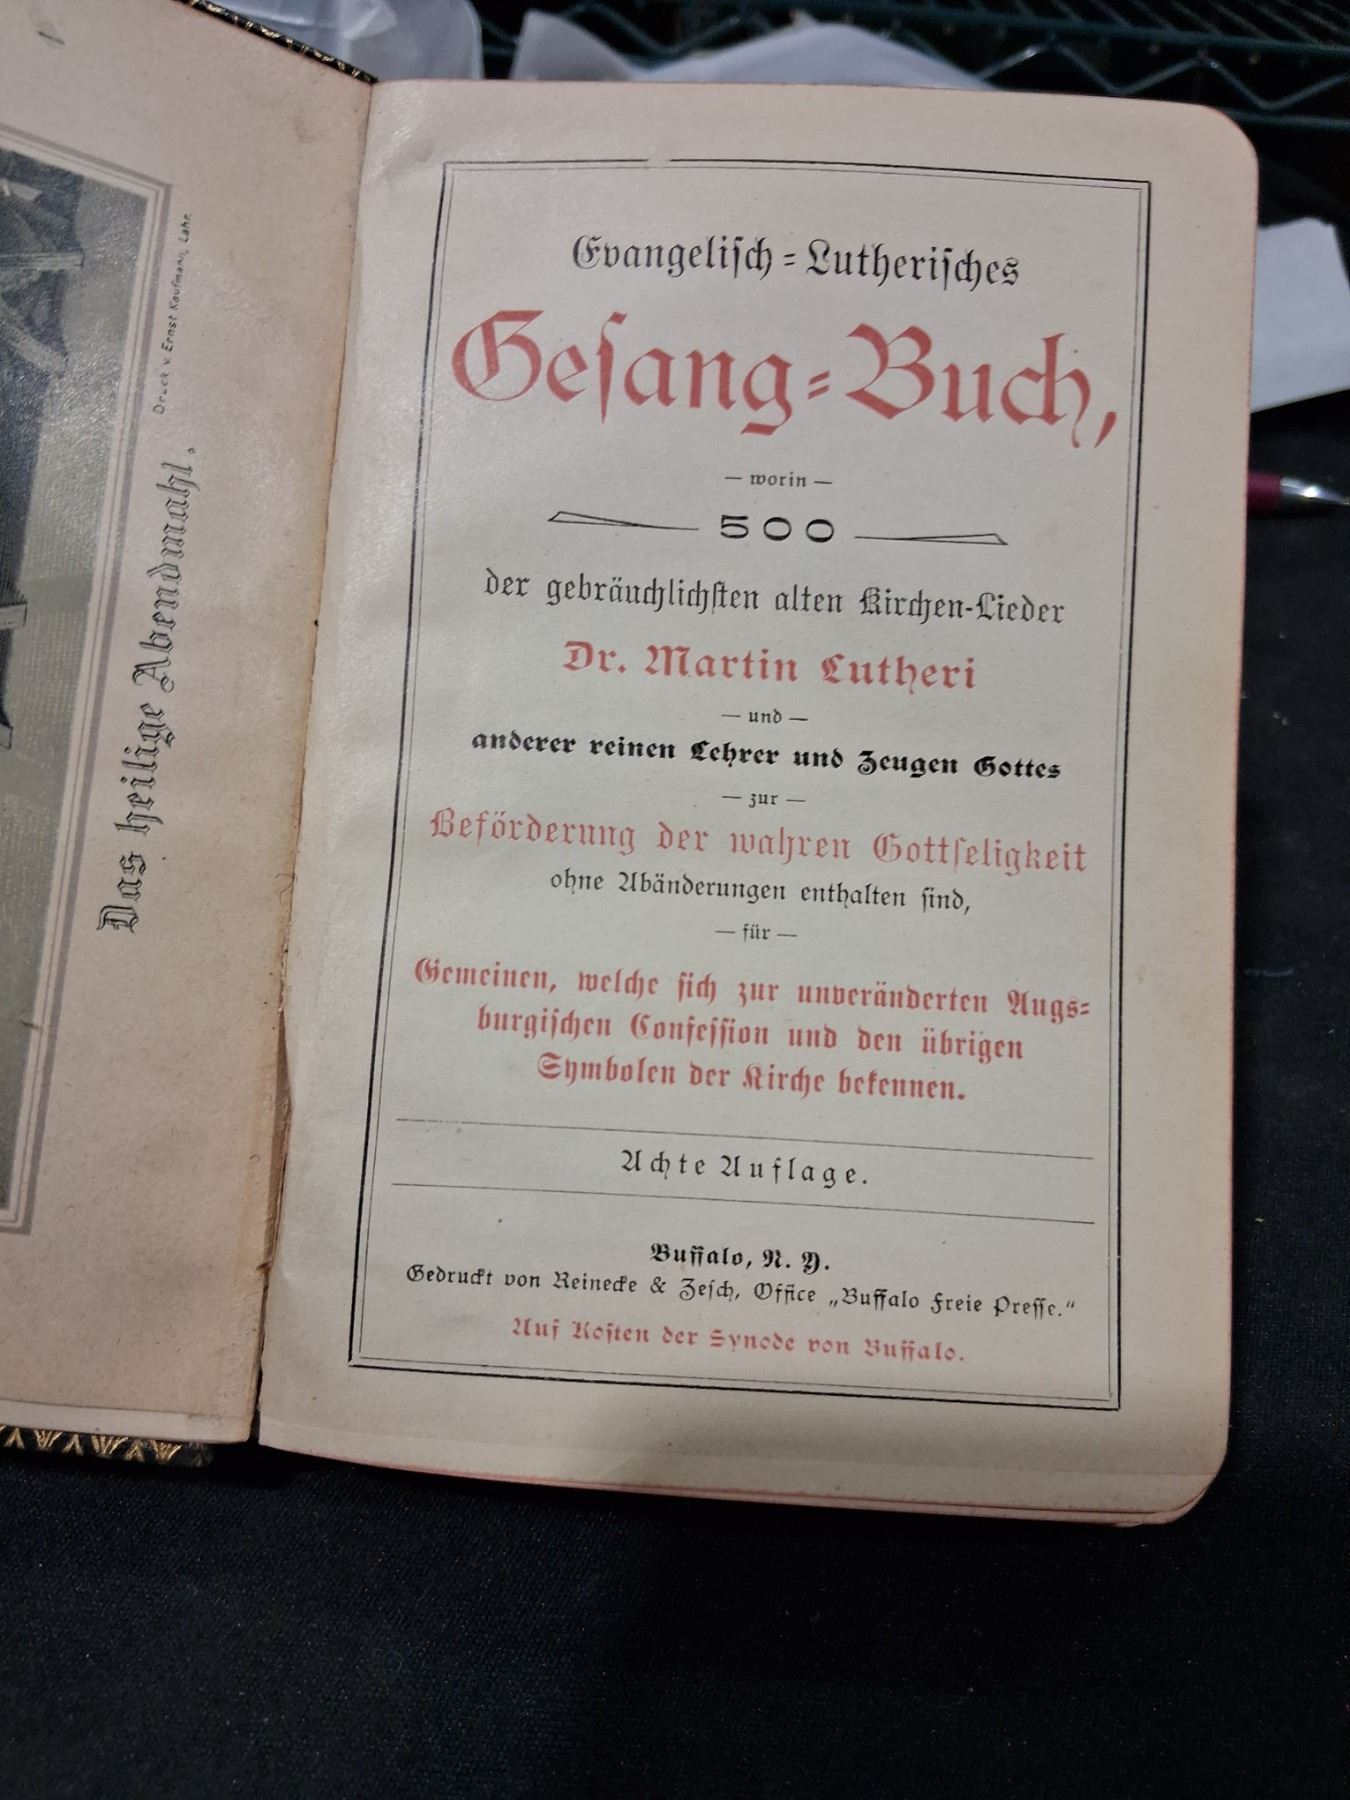 Das heilige Abendmahl.
Druck v. Ernst Kaufmann, Lahr.
Evangelisch=Lutherisches
Gesang=Buch,
— worin —
500
der gebräuchlichsten alten Kirchen-Lieder
Dr. Martin Lutheri
— und —
anderer reinen Lehrer und Zeugen Gottes
— zur —
Beförderung der wahren Gottseligkeit
ohne Abänderungen enthalten sind,
— für —
Gemeinen, welche sich zur unveränderten Augs=
burgischen Confession und den übrigen
Symbolen der Kirche bekennen.
Achte Auflage.
Buffalo, N. Y.
Gedruckt von Reinecke & Zesch, Office „Buffalo Freie Presse.“
Auf Kosten der Synode von Buffalo.